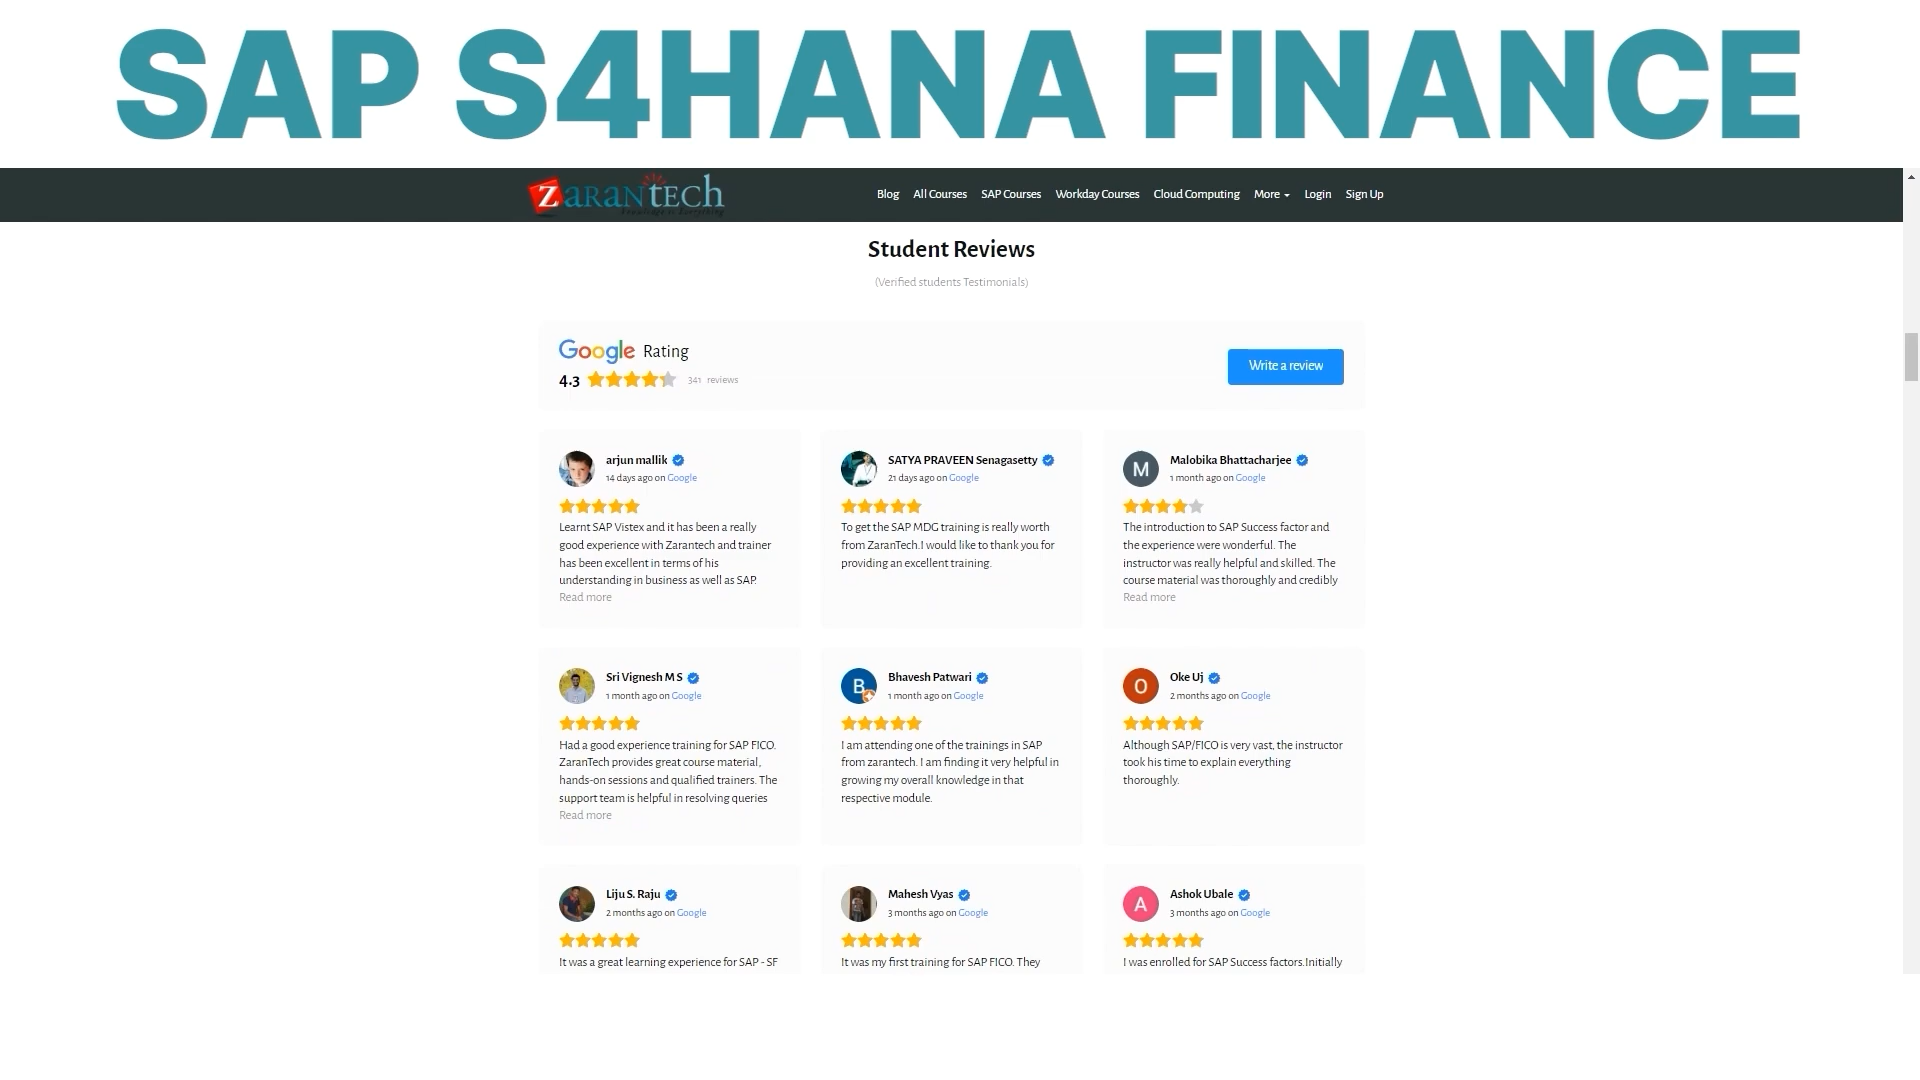 SAP S4HANA FINANCE
ZARANTECH
Blog All Courses SAP Courses Workday Courses Cloud Computing More Login Sign Up
Student Reviews
(Verified students Testimonials)
Google Rating
4.3 341 reviews
Write a review
arjun mallik
14 days ago on Google
Learnt SAP Vistex and it has been a really
good experience with Zarantech and trainer
has been excellent in terms of his
understanding in business as well as SAP.
Read more
SATYA PRAVEEN Senagasetty
21 days ago on Google
To get the SAP MDG training is really worth
from ZaranTech.I would like to thank you for
providing an excellent training.
M
Malobika Bhattacharjee
1 month ago on Google
The introduction to SAP Success factor and
the experience were wonderful. The
instructor was really helpful and skilled. The
course material was thoroughly and credibly
Read more
Sri Vignesh M S
1 month ago on Google
Had a good experience training for SAP FICO.
ZaranTech provides great course material,
hands-on sessions and qualified trainers. The
support team is helpful in resolving queries
Read more
B
Bhavesh Patwari
1 month ago on Google
I am attending one of the trainings in SAP
from zarantech. I am finding it very helpful in
growing my overall knowledge in that
respective module.
O
Oke Uj
2 months ago on Google
Although SAP/FICO is very vast, the instructor
took his time to explain everything
thoroughly.
Liju S. Raju
2 months ago on Google
It was a great learning experience for SAP - SF
Mahesh Vyas
3 months ago on Google
It was my first training for SAP FICO. They
A
Ashok Ubale
3 months ago on Google
I was enrolled for SAP Success factors.Initially